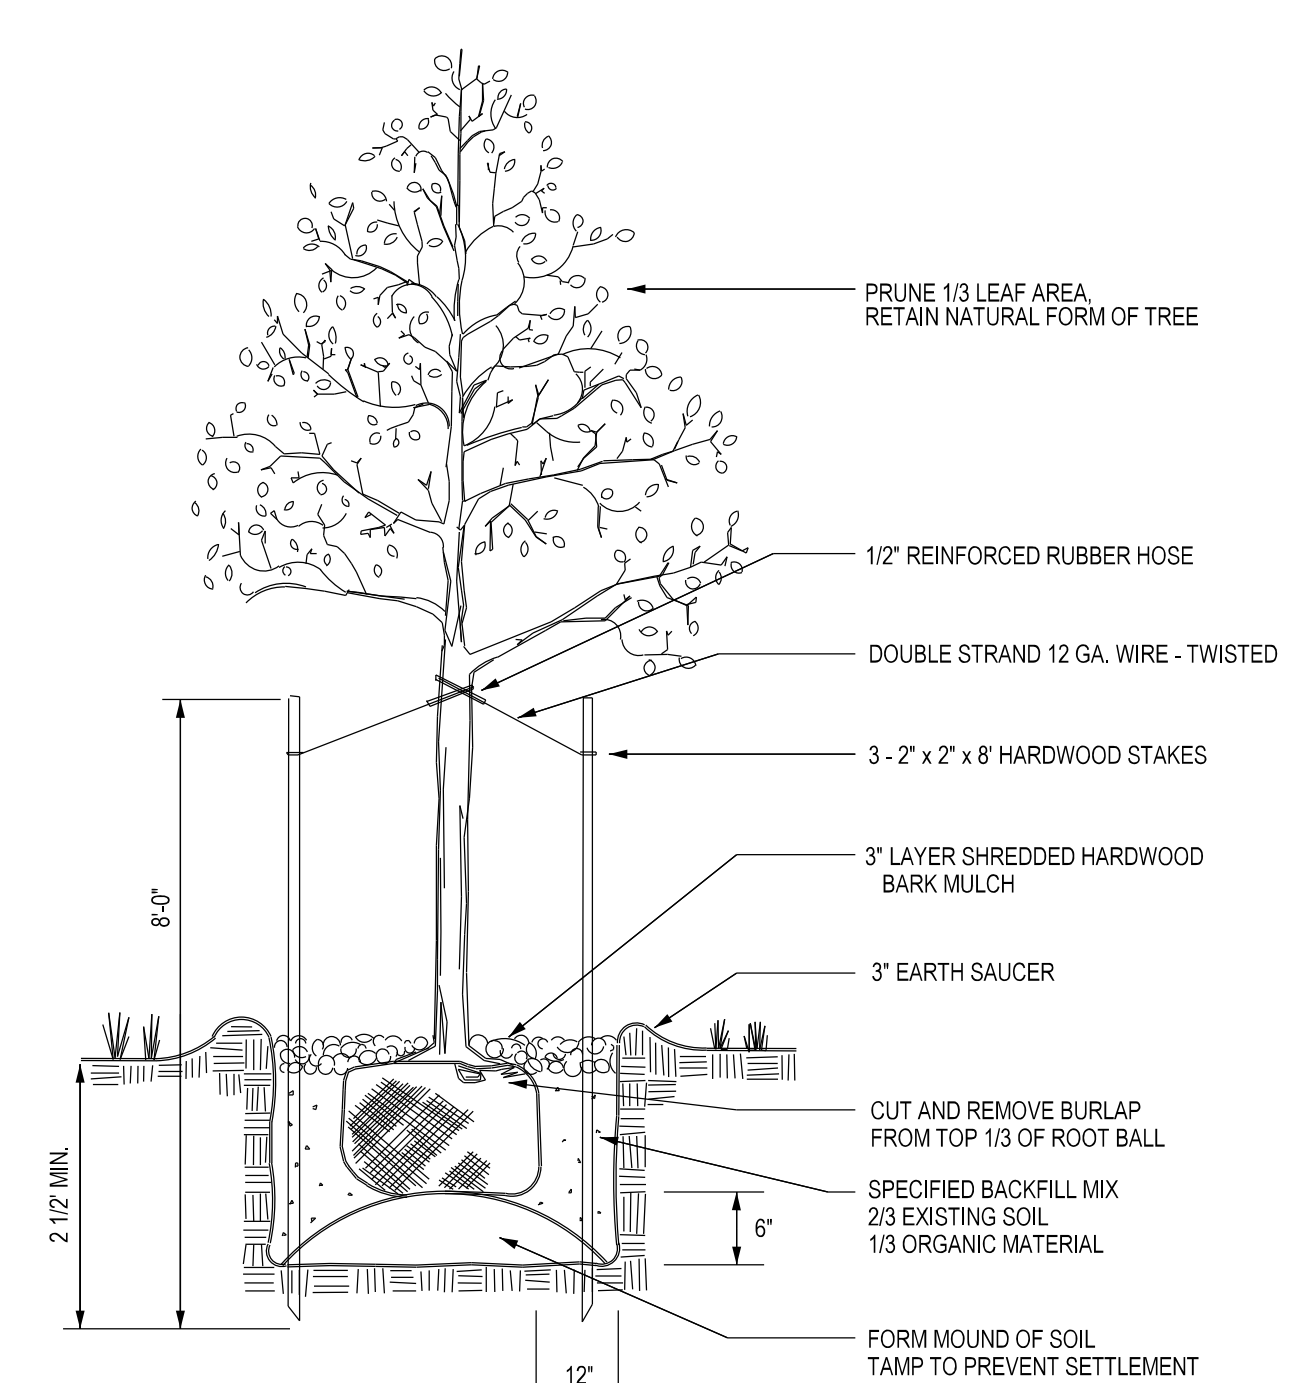 PRUNE 1/3 LEAF AREA,
RETAIN NATURAL FORM OF TREE
1/2" REINFORCED RUBBER HOSE
DOUBLE STRAND 12 GA. WIRE - TWISTED
3 - 2" x 2" x 8' HARDWOOD STAKES
3" LAYER SHREDDED HARDWOOD
BARK MULCH
8'-0"
3" EARTH SAUCER
CUT AND REMOVE BURLAP
FROM TOP 1/3 OF ROOT BALL
2 1/2' MIN.
SPECIFIED BACKFILL MIX
2/3 EXISTING SOIL
1/3 ORGANIC MATERIAL
6"
FORM MOUND OF SOIL
TAMP TO PREVENT SETTLEMENT
12"